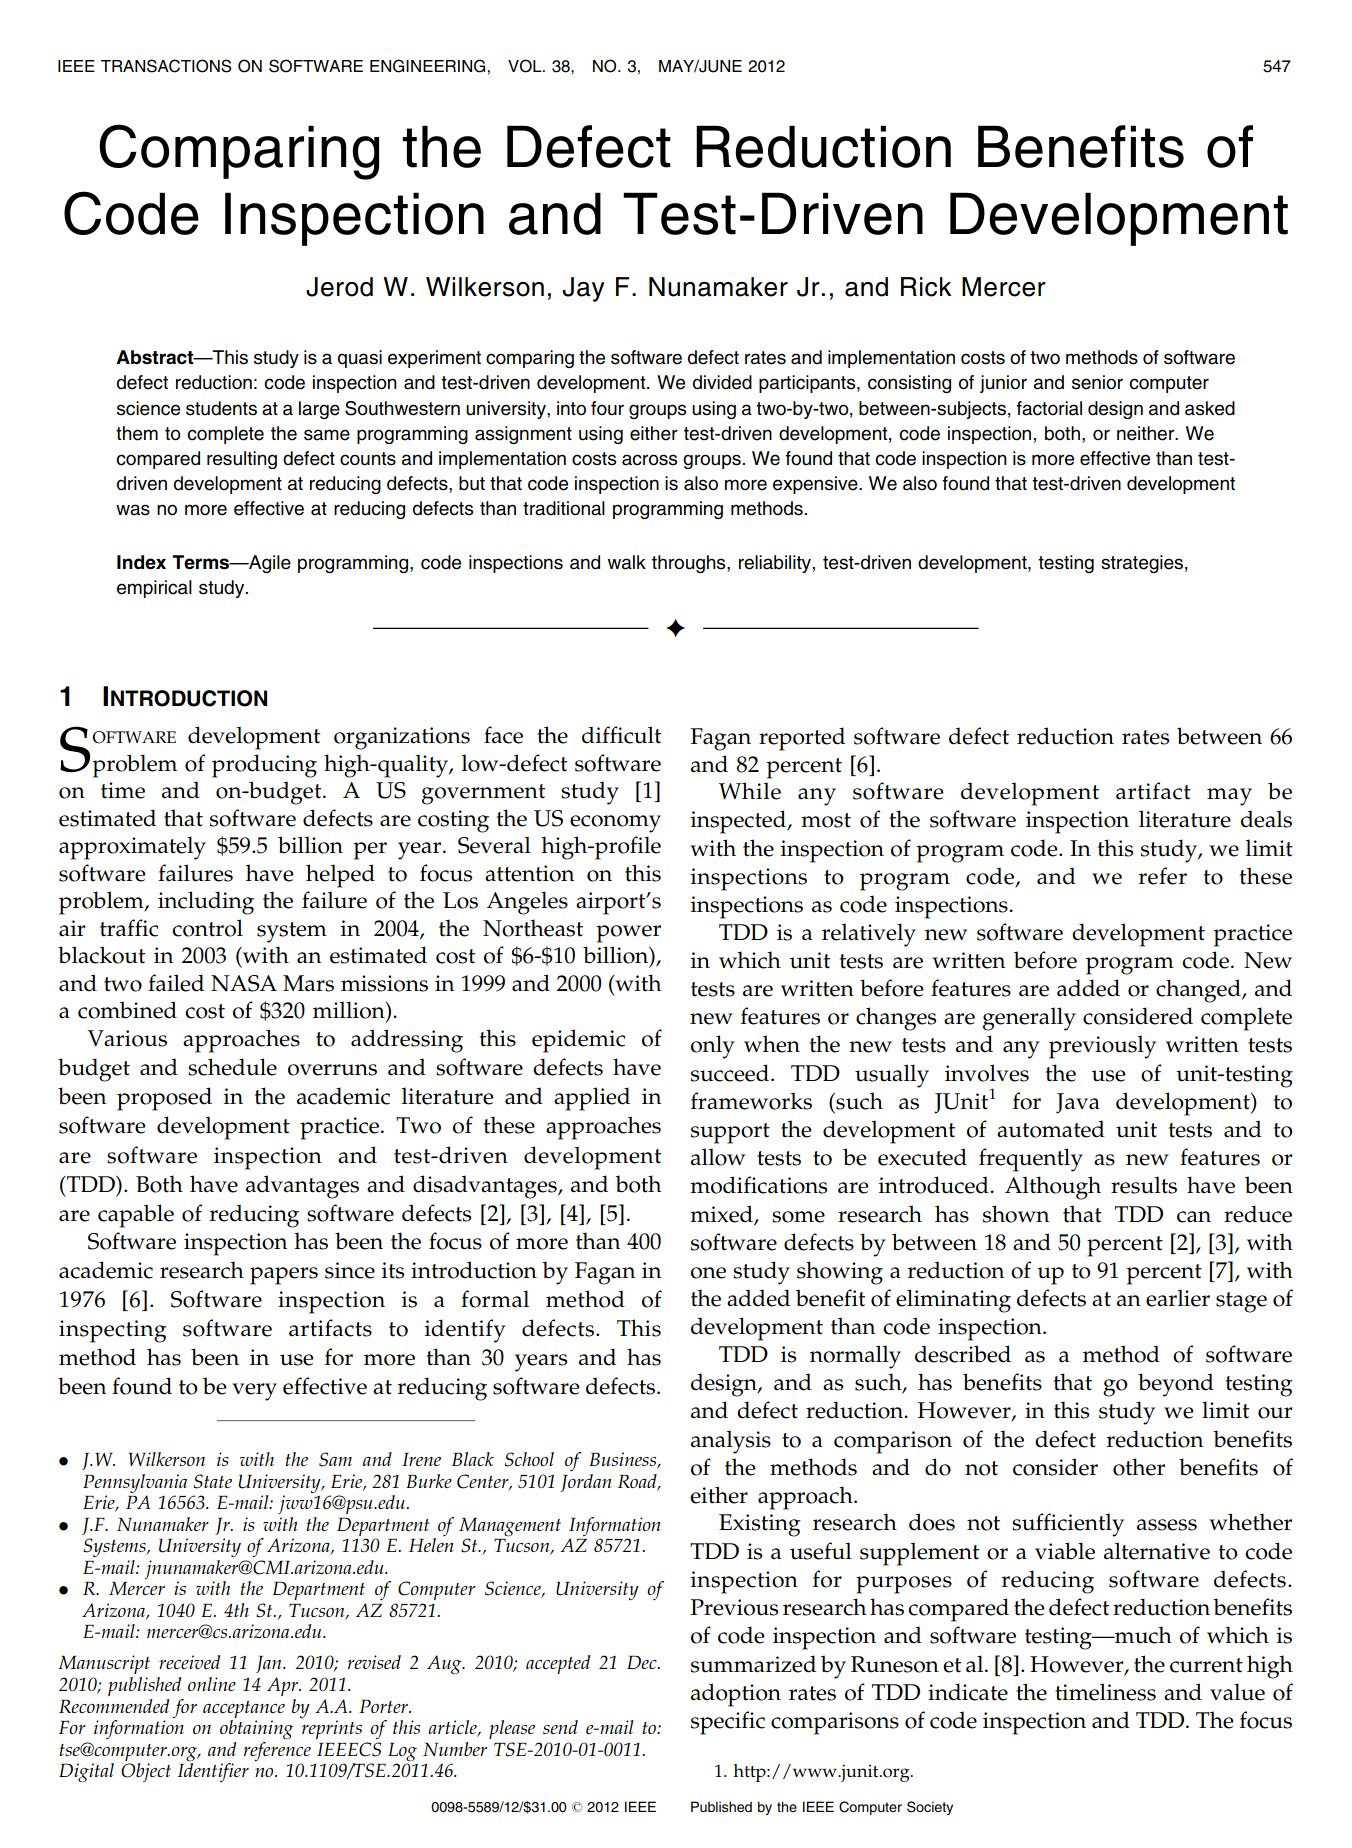 IEEE TRANSACTIONS ON SOFTWARE ENGINEERING, VOL. 38, NO. 3, MAY/JUNE 2012 547
Comparing the Defect Reduction Benefits of
Code Inspection and Test-Driven Development
Jerod W. Wilkerson, Jay F. Nunamaker Jr., and Rick Mercer
Abstract—This study is a quasi experiment comparing the software defect rates and implementation costs of two methods of software
defect reduction: code inspection and test-driven development. We divided participants, consisting of junior and senior computer
science students at a large Southwestern university, into four groups using a two-by-two, between-subjects, factorial design and asked
them to complete the same programming assignment using either test-driven development, code inspection, both, or neither. We
compared resulting defect counts and implementation costs across groups. We found that code inspection is more effective than test-
driven development at reducing defects, but that code inspection is also more expensive. We also found that test-driven development
was no more effective at reducing defects than traditional programming methods.
Index Terms—Agile programming, code inspections and walk throughs, reliability, test-driven development, testing strategies,
empirical study.
1 INTRODUCTION
SOFTWARE development organizations face the difficult
problem of producing high-quality, low-defect software
on time and on-budget. A US government study [1]
estimated that software defects are costing the US economy
approximately $59.5 billion per year. Several high-profile
software failures have helped to focus attention on this
problem, including the failure of the Los Angeles airport's
air traffic control system in 2004, the Northeast power
blackout in 2003 (with an estimated cost of $6-$10 billion),
and two failed NASA Mars missions in 1999 and 2000 (with
a combined cost of $320 million).
Various approaches to addressing this epidemic of
budget and schedule overruns and software defects have
been proposed in the academic literature and applied in
software development practice. Two of these approaches
are software inspection and test-driven development
(TDD). Both have advantages and disadvantages, and both
are capable of reducing software defects [2], [3], [4], [5].
Software inspection has been the focus of more than 400
academic research papers since its introduction by Fagan in
1976 [6]. Software inspection is a formal method of
inspecting software artifacts to identify defects. This
method has been in use for more than 30 years and has
been found to be very effective at reducing software defects.
● J.W. Wilkerson is with the Sam and Irene Black School of Business,
Pennsylvania State University, Erie, 281 Burke Center, 5101 Jordan Road,
Erie, PA 16563. E-mail: jww16@psu.edu.
● J.F. Nunamaker Jr. is with the Department of Management Information
Systems, University of Arizona, 1130 E. Helen St., Tucson, AZ 85721.
E-mail: jnunamaker@CMI.arizona.edu.
● R. Mercer is with the Department of Computer Science, University of
Arizona, 1040 E. 4th St., Tucson, AZ 85721.
E-mail: mercer@cs.arizona.edu.
Manuscript received 11 Jan. 2010; revised 2 Aug. 2010; accepted 21 Dec.
2010; published online 14 Apr. 2011.
Recommended for acceptance by A.A. Porter.
For information on obtaining reprints of this article, please send e-mail to:
tse@computer.org, and reference IEEECS Log Number TSE-2010-01-0011.
Digital Object Identifier no. 10.1109/TSE.2011.46.
Fagan reported software defect reduction rates between 66
and 82 percent [6].
While any software development artifact may be
inspected, most of the software inspection literature deals
with the inspection of program code. In this study, we limit
inspections to program code, and we refer to these
inspections as code inspections.
TDD is a relatively new software development practice
in which unit tests are written before program code. New
tests are written before features are added or changed, and
new features or changes are generally considered complete
only when the new tests and any previously written tests
succeed. TDD usually involves the use of unit-testing
frameworks (such as JUnit1 for Java development) to
support the development of automated unit tests and to
allow tests to be executed frequently as new features or
modifications are introduced. Although results have been
mixed, some research has shown that TDD can reduce
software defects by between 18 and 50 percent [2], [3], with
one study showing a reduction of up to 91 percent [7], with
the added benefit of eliminating defects at an earlier stage of
development than code inspection.
TDD is normally described as a method of software
design, and as such, has benefits that go beyond testing
and defect reduction. However, in this study we limit our
analysis to a comparison of the defect reduction benefits
of the methods and do not consider other benefits of
either approach.
Existing research does not sufficiently assess whether
TDD is a useful supplement or a viable alternative to code
inspection for purposes of reducing software defects.
Previous research has compared the defect reduction benefits
of code inspection and software testing—much of which is
summarized by Runeson et al. [8]. However, the current high
adoption rates of TDD indicate the timeliness and value of
specific comparisons of code inspection and TDD. The focus
1. http://www.junit.org.
0098-5589/12/$31.00 © 2012 IEEE Published by the IEEE Computer Society